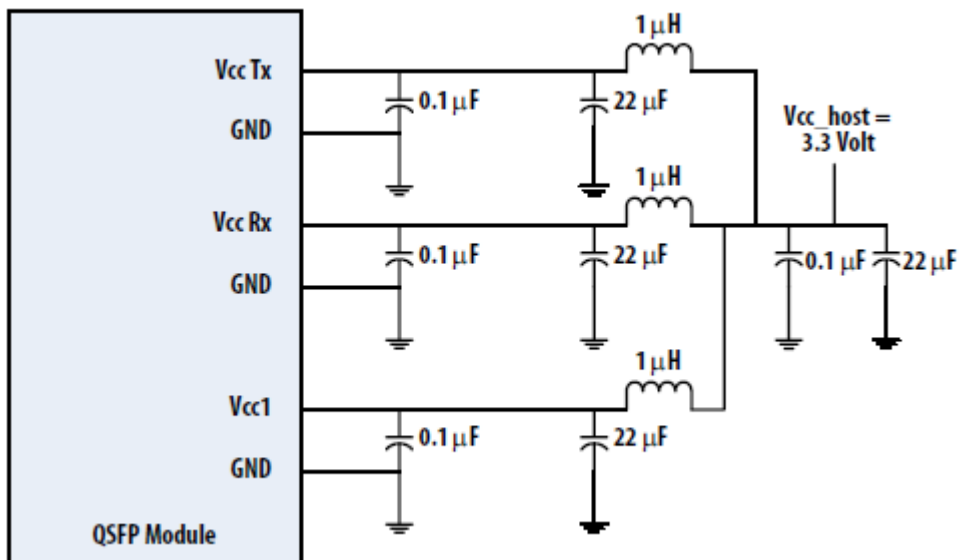 1 μH
Vcc Tx
0.1 μF
22 μF
GND
Vcc_host =
3.3 Volt
1 μH
Vcc Rx
0.1 μF
22 μF
0.1 μF
22 μF
GND
1 μH
Vcc1
0.1 μF
22 μF
GND
QSFP Module